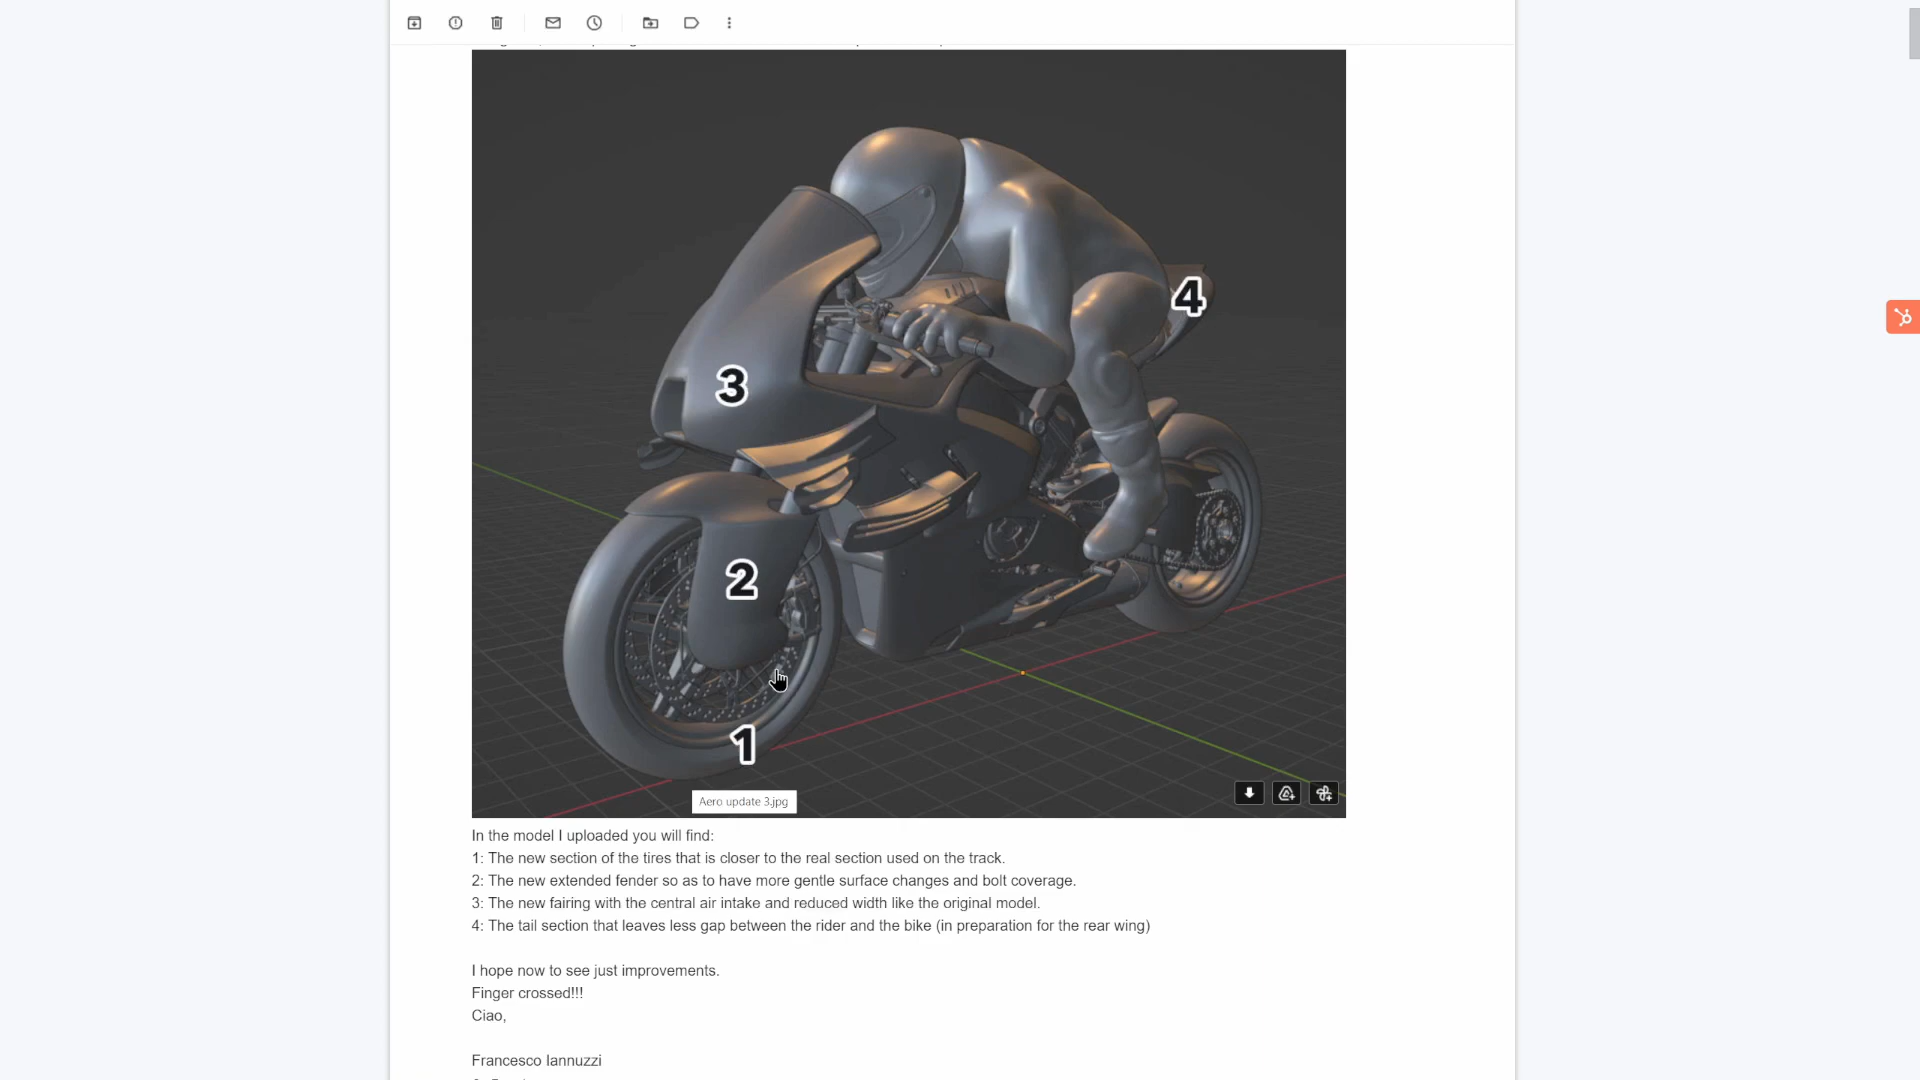 3
4
2
1
Aero update 3.jpg
In the model I uploaded you will find:
1: The new section of the tires that is closer to the real section used on the track.
2: The new extended fender so as to have more gentle surface changes and bolt coverage.
3: The new fairing with the central air intake and reduced width like the original model.
4: The tail section that leaves less gap between the rider and the bike (in preparation for the rear wing)
I hope now to see just improvements.
Finger crossed!!!
Ciao,
Francesco Iannuzzi